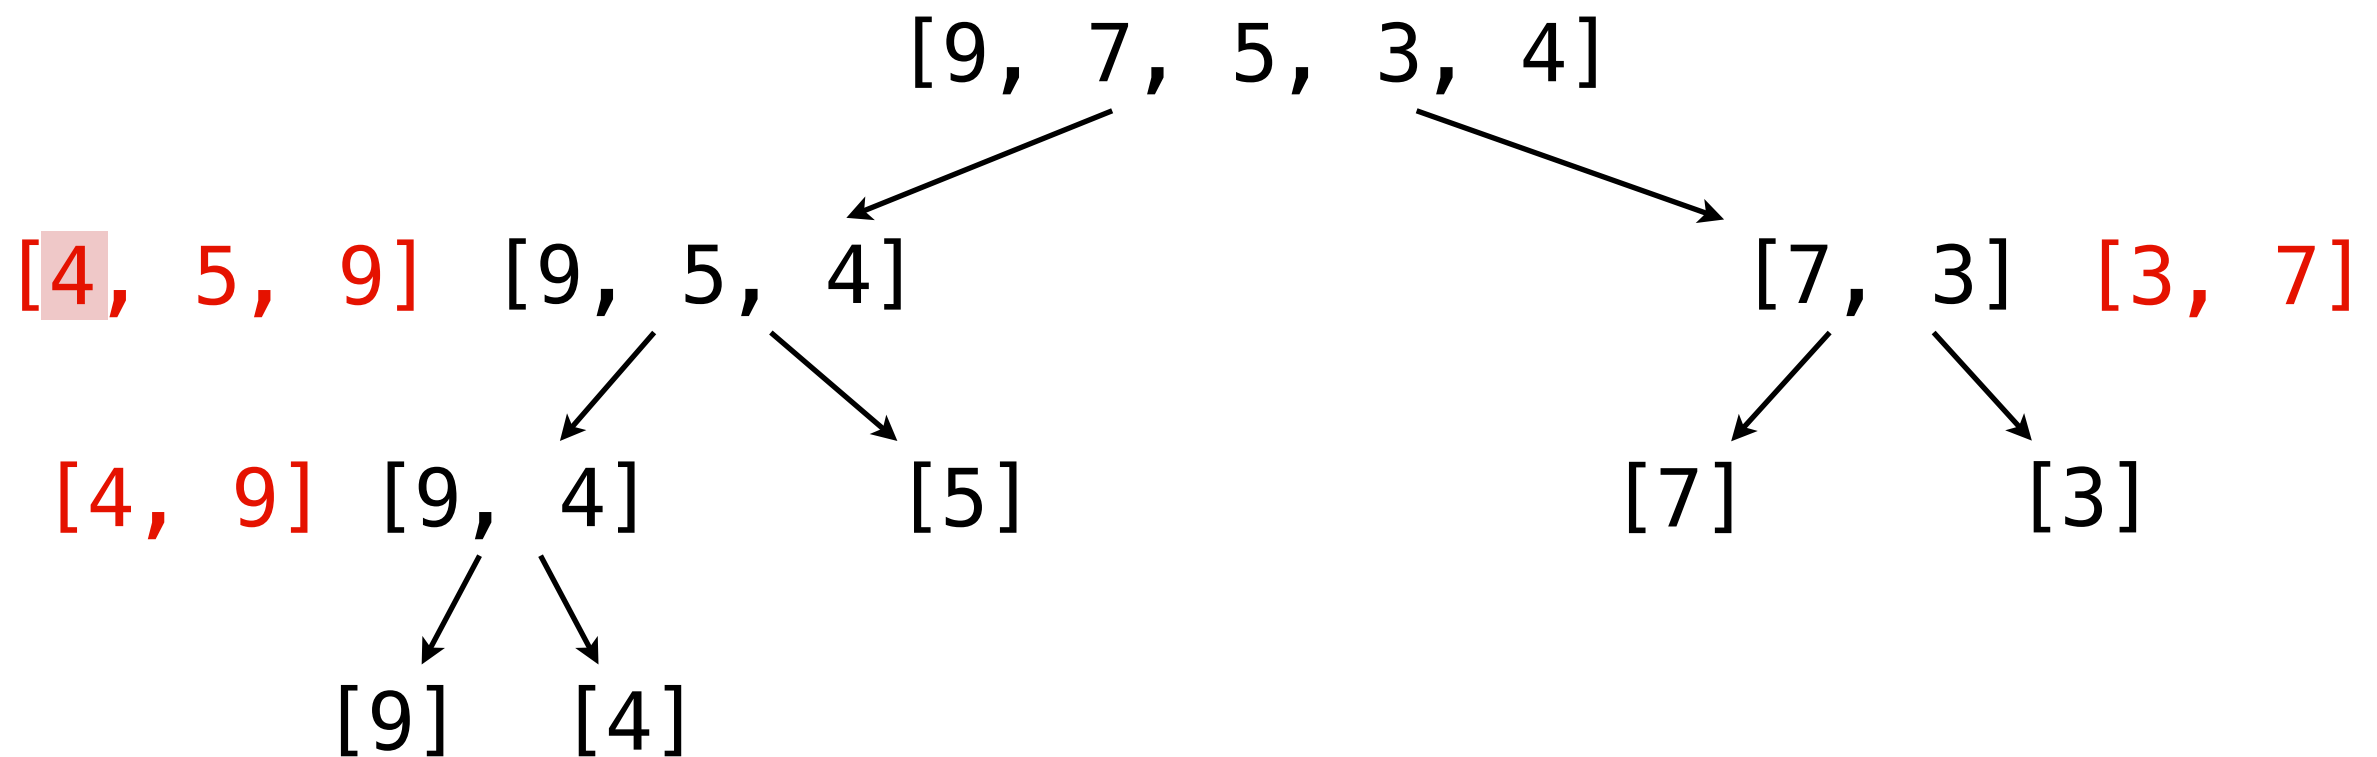 [9, 7, 5, 3, 4]
[4, 5, 9] [9, 5, 4] [7, 3] [3, 7]
[4, 9] [9, 4] [5] [7] [3]
[9] [4]